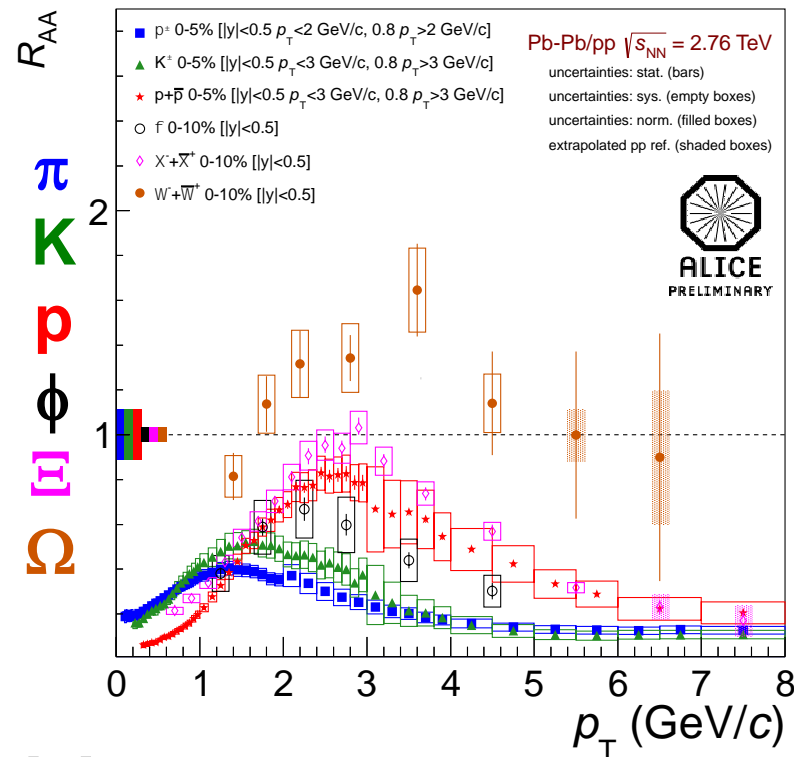 R_AA
p± 0-5% [|y|<0.5 p_T<2 GeV/c, 0.8 p_T>2 GeV/c]
K± 0-5% [|y|<0.5 p_T<3 GeV/c, 0.8 p_T>3 GeV/c]
p+p̅ 0-5% [|y|<0.5 p_T<3 GeV/c, 0.8 p_T>3 GeV/c]
f 0-10% [|y|<0.5]
X⁻+X̅⁺ 0-10% [|y|<0.5]
W⁻+W̅⁺ 0-10% [|y|<0.5]
Pb-Pb/pp √s_NN = 2.76 TeV
uncertainties: stat. (bars)
uncertainties: sys. (empty boxes)
uncertainties: norm. (filled boxes)
extrapolated pp ref. (shaded boxes)
ALICE
PRELIMINARY
π
K
p
ϕ
Ξ
Ω
2
1
0 1 2 3 4 5 6 7 8
p_T (GeV/c)